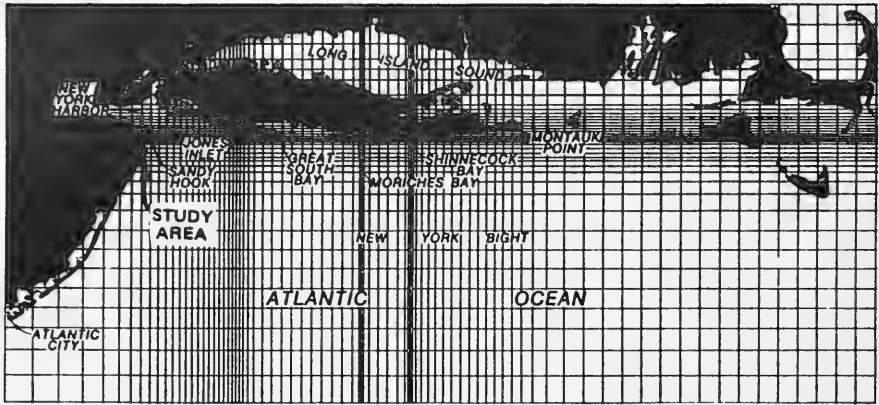 LONG
ISLAND
SOUND
NEW
YORK
HARBOR
JONES
INLET
SANDY
HOOK
GREAT
SOUTH
BAY
MORICHES BAY
SHINNECOCK
BAY
MONTAUK
POINT
STUDY
AREA
NEW YORK BIGHT
ATLANTIC OCEAN
ATLANTIC
CITY